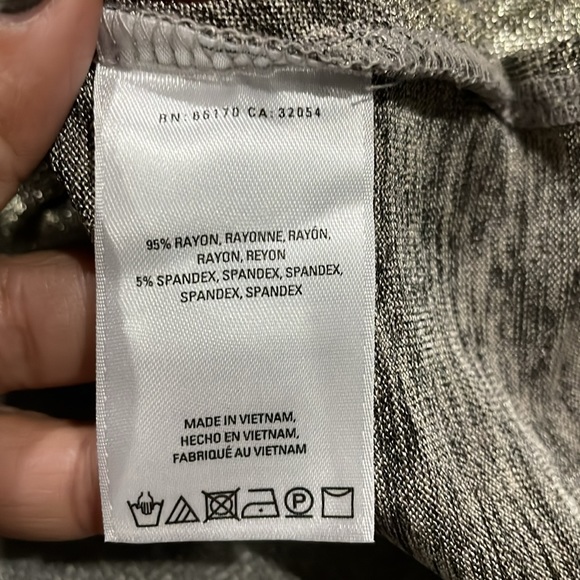 RN: 66170 CA: 32054
95% RAYON, RAYONNE, RAYÓN,
RAYON, REYON
5% SPANDEX, SPANDEX, SPANDEX,
SPANDEX, SPANDEX
MADE IN VIETNAM,
HECHO EN VIETNAM,
FABRIQUÉ AU VIETNAM
P